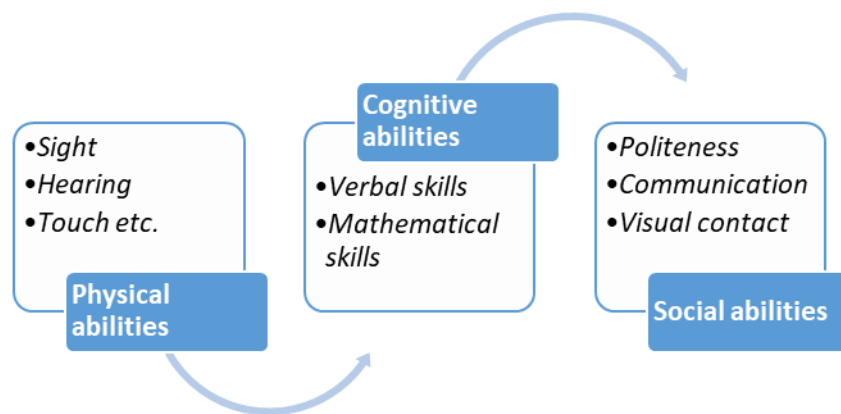 •Sight
•Hearing
•Touch etc.
Physical
abilities
Cognitive
abilities
•Verbal skills
•Mathematical
skills
•Politeness
•Communication
•Visual contact
Social abilities